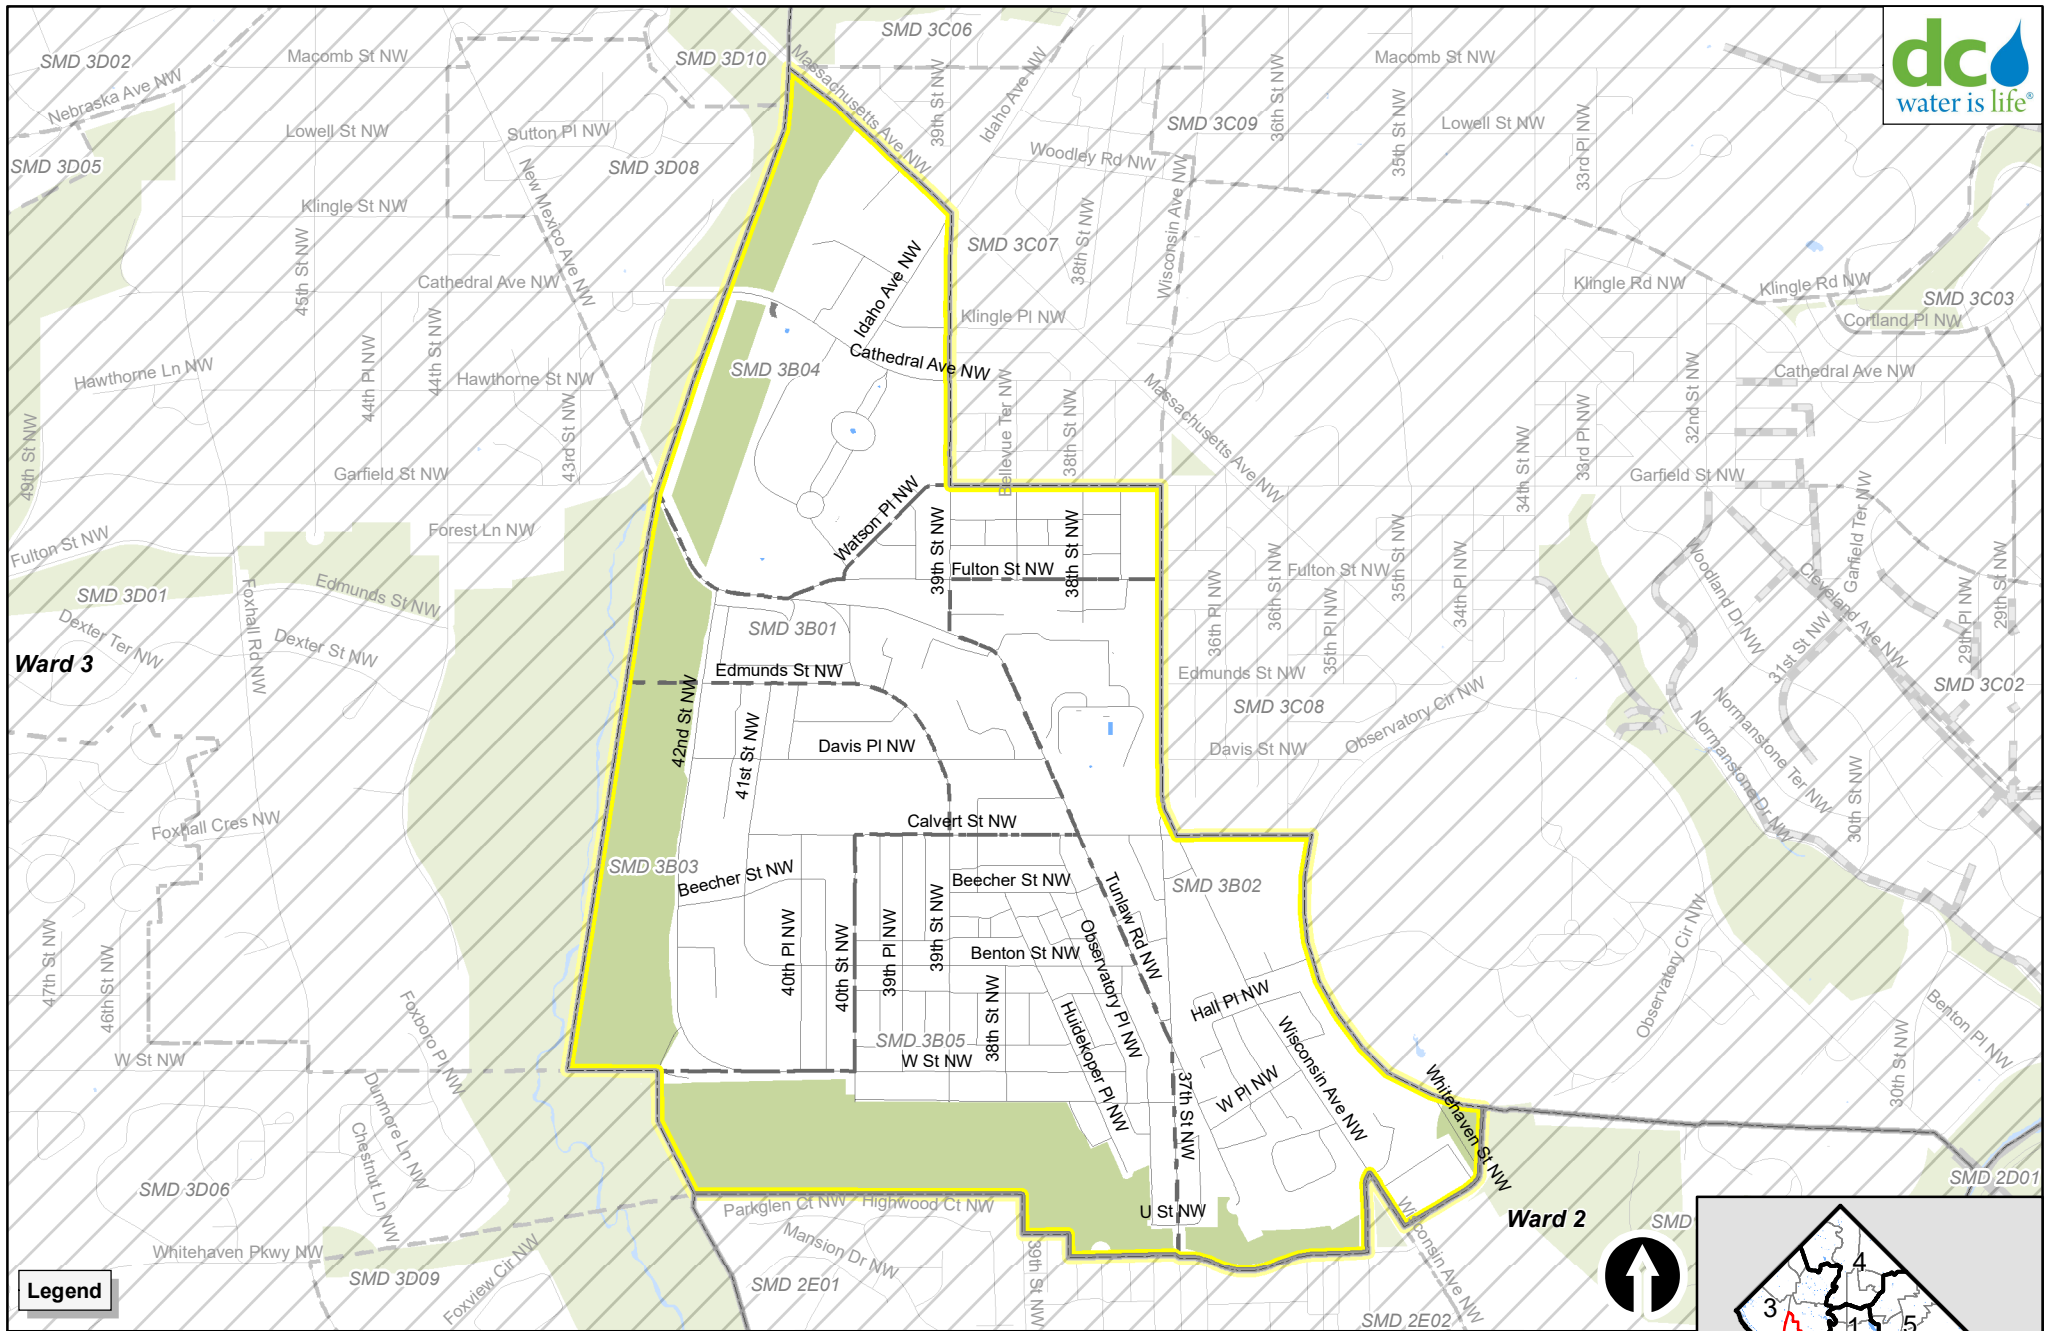 SMD 3C06
SMD 3D02
Macomb St NW
SMD 3D10
Massachusetts Ave NW
39th St NW
Idaho Ave NW
36th St NW
Macomb St NW
dc
water is life®
Nebraska Ave NW
Lowell St NW
Sutton Pl NW
SMD 3C09
35th St NW
Lowell St NW
33rd Pl NW
SMD 3D05
New Mexico Ave NW
SMD 3D08
Woodley Rd NW
Klingle St NW
38th St NW
Wisconsin Ave NW
45th St NW
Idaho Ave NW
SMD 3C07
Cathedral Ave NW
Klingle Rd NW
Klingle Rd NW
SMD 3C03
Klingle Pl NW
Cortland Pl NW
44th Pl NW
44th St NW
Hawthorne Ln NW
Hawthorne St NW
SMD 3B04
Cathedral Ave NW
32nd St NW
Cathedral Ave NW
49th St NW
43rd St NW
Bellevue Ter NW
38th St NW
Massachusetts Ave NW
34th St NW
33rd Pl NW
Garfield St NW
Garfield St NW
Garfield Ter NW
Fulton St NW
Forest Ln NW
Watson Pl NW
39th St NW
38th St NW
Fulton St NW
36th Pl NW
36th St NW
Fulton St NW
35th St NW
34th Pl NW
Woodland Dr NW
Cleveland Ave NW
29th Pl NW
29th St NW
SMD 3D01
Edmunds St NW
Foxhall Rd NW
SMD 3B01
35th Pl NW
31st St NW
Dexter Ter NW
Dexter St NW
Ward 3
42nd St NW
Edmunds St NW
Edmunds St NW
SMD 3C02
SMD 3C08
Observatory Cir NW
Normanstone Ter NW
Normanstone Dr NW
41st St NW
Davis Pl NW
Davis St NW
30th St NW
Foxhall Cres NW
Calvert St NW
SMD 3B03
Beecher St NW
Beecher St NW
Tunlaw Rd NW
SMD 3B02
47th St NW
46th St NW
40th Pl NW
40th St NW
39th Pl NW
39th St NW
Benton St NW
Observatory Pl NW
Observatory Cir NW
Foxboro Pl NW
38th St NW
Huidekoper Pl NW
Hall Pl NW
Wisconsin Ave NW
Benton Pl NW
30th St NW
W St NW
SMD 3B05
W St NW
Dunmore Ln NW
Chestnut Ln NW
37th St NW
W Pl NW
Whitehaven St NW
SMD 3D06
SMD 2D01
Parkglen Ct NW
Highwood Ct NW
U St NW
Wisconsin Ave NW
Ward 2
SMD
Whitehaven Pkwy NW
Mansion Dr NW
39th St NW
SMD 3D09
Foxview Cir NW
SMD 2E01
SMD 2E02
Legend
4
3
1
5